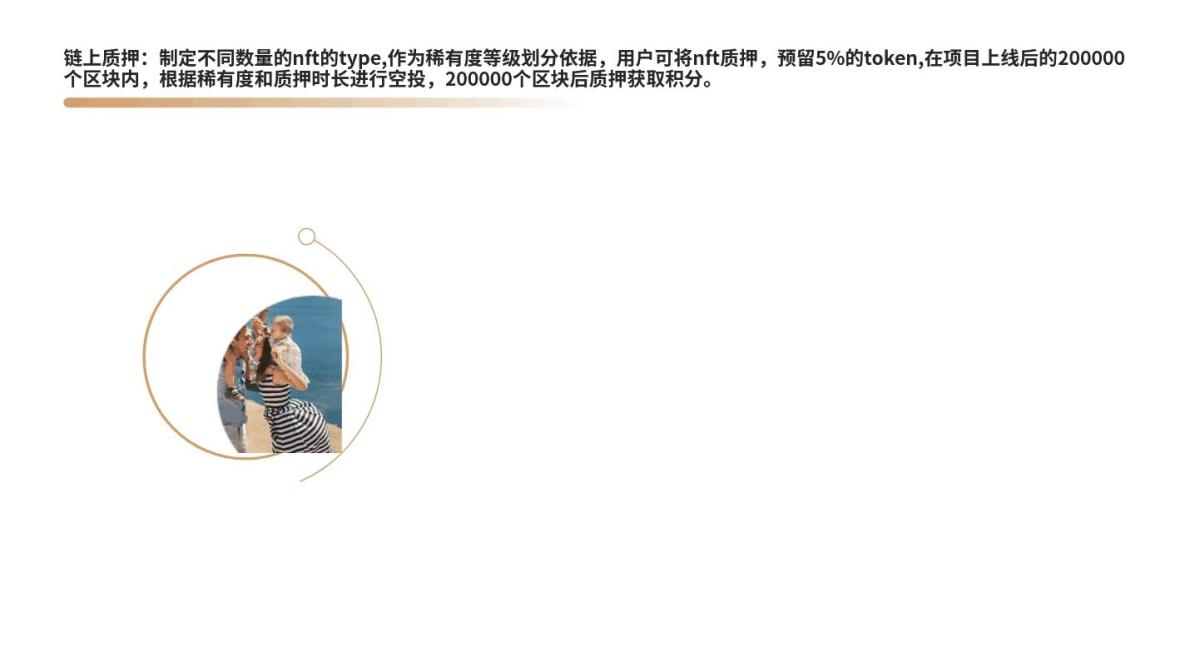 链上质押：制定不同数量的nft的type,作为稀有度等级划分依据，用户可将nft质押，预留5%的token,在项目上线后的200000
个区块内，根据稀有度和质押时长进行空投，200000个区块后质押获取积分。